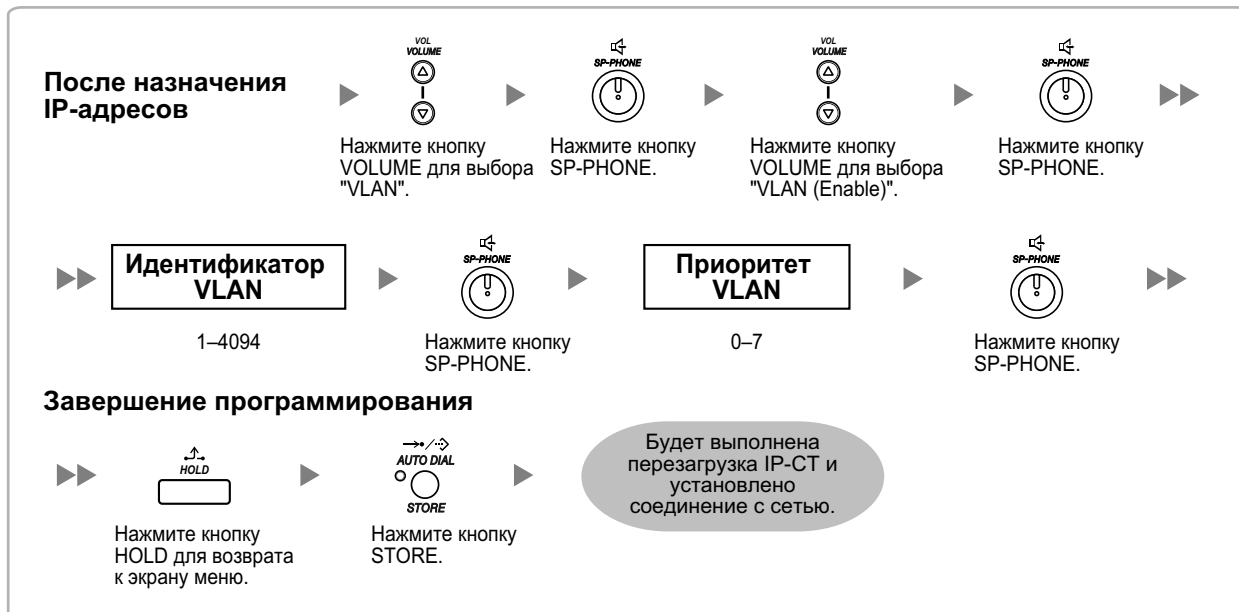 После назначения
IP-адресов
VOL
VOLUME
Нажмите кнопку
VOLUME для выбора
"VLAN".
SP-PHONE
Нажмите кнопку
SP-PHONE.
VOL
VOLUME
Нажмите кнопку
VOLUME для выбора
"VLAN (Enable)".
SP-PHONE
Нажмите кнопку
SP-PHONE.
Идентификатор
VLAN
1–4094
SP-PHONE
Нажмите кнопку
SP-PHONE.
Приоритет
VLAN
0–7
SP-PHONE
Нажмите кнопку
SP-PHONE.
Завершение программирования
HOLD
Нажмите кнопку
HOLD для возврата
к экрану меню.
AUTO DIAL
STORE
Нажмите кнопку
STORE.
Будет выполнена
перезагрузка IP-CT и
установлено
соединение с сетью.